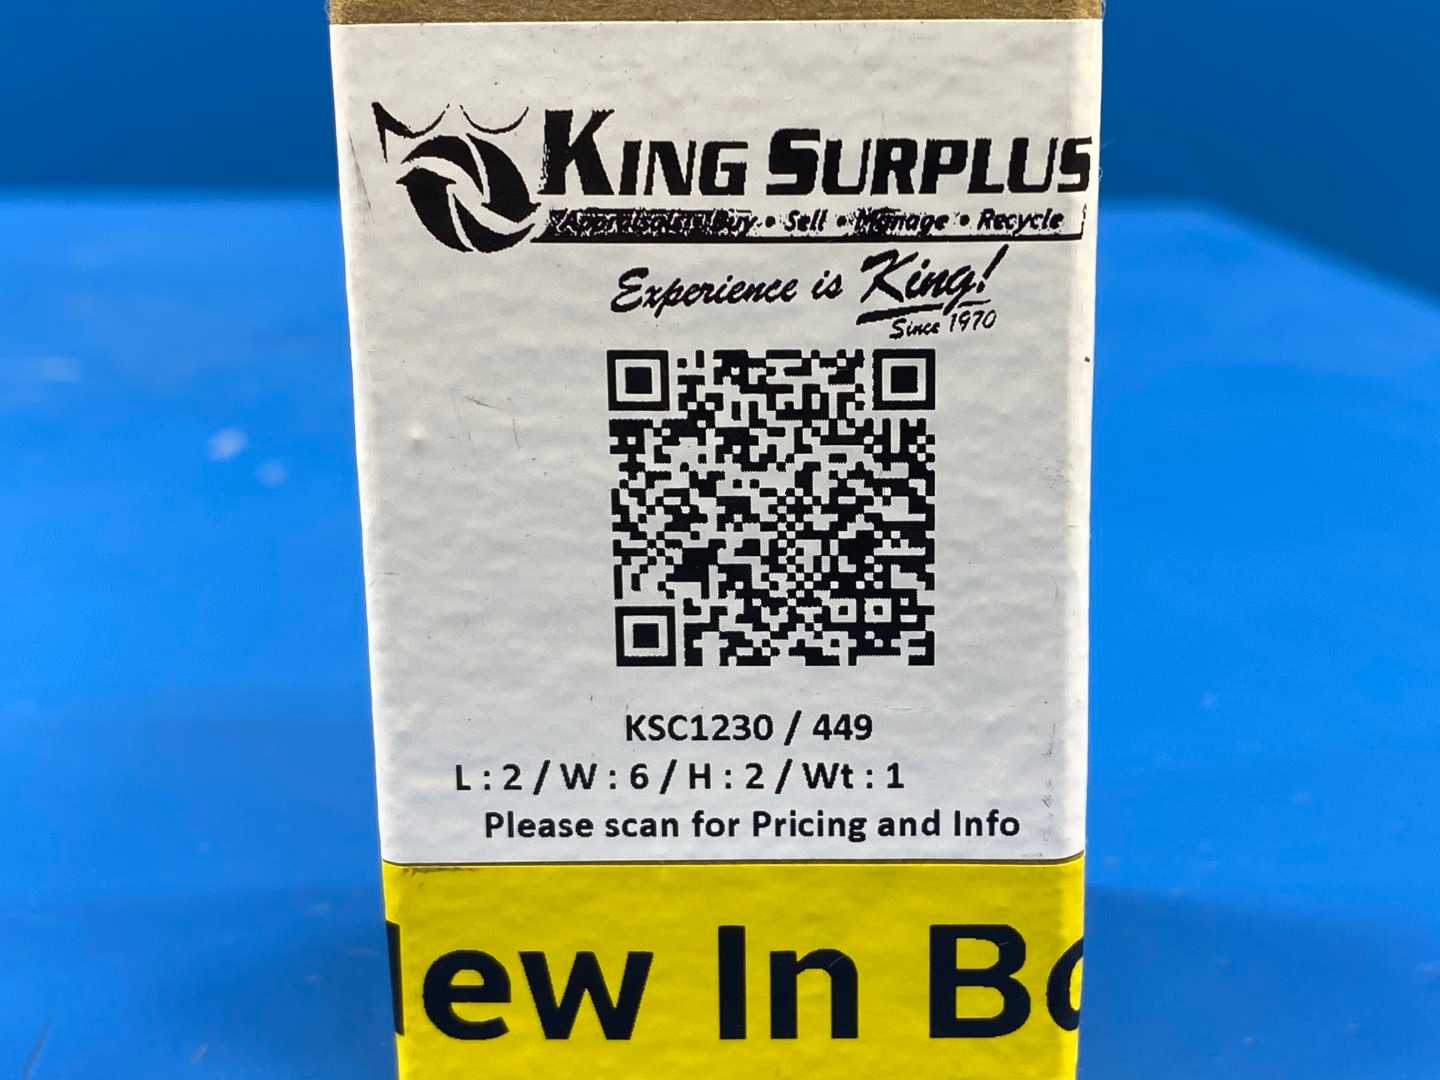 KING SURPLUS
Buy • Sell • Manage • Recycle
Experience is King!
Since 1970
KSC1230 / 449
L : 2 / W : 6 / H : 2 / Wt : 1
Please scan for Pricing and Info
New In Bo